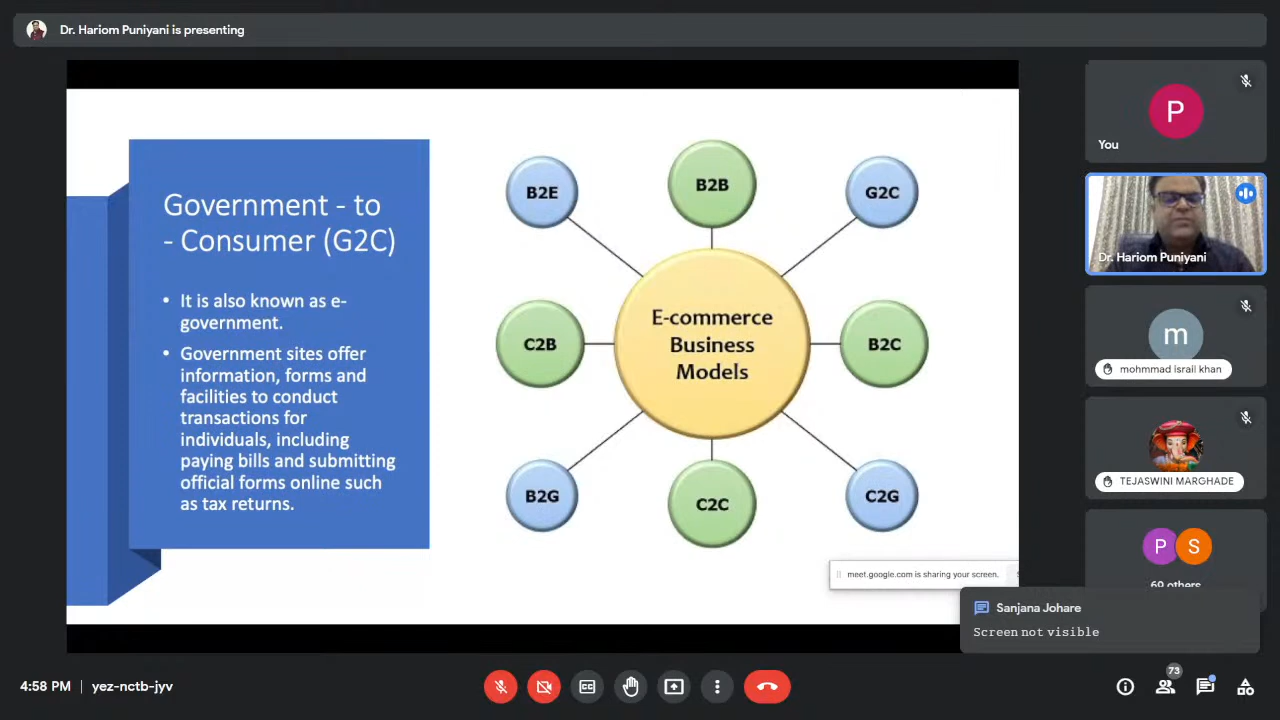 Dr. Hariom Puniyani is presenting
Government - to
- Consumer (G2C)
• It is also known as e-
government.
• Government sites offer
information, forms and
facilities to conduct
transactions for
individuals, including
paying bills and submitting
official forms online such
as tax returns.
B2E
B2B
G2C
C2B
E-commerce
Business
Models
B2C
B2G
C2C
C2G
meet.google.com is sharing your screen.
P
You
Dr. Hariom Puniyani
m
mohmmad israil khan
TEJASWINI MARGHADE
P S
69 others
Sanjana Johare
Screen not visible
4:58 PM | yez-nctb-jyv
73